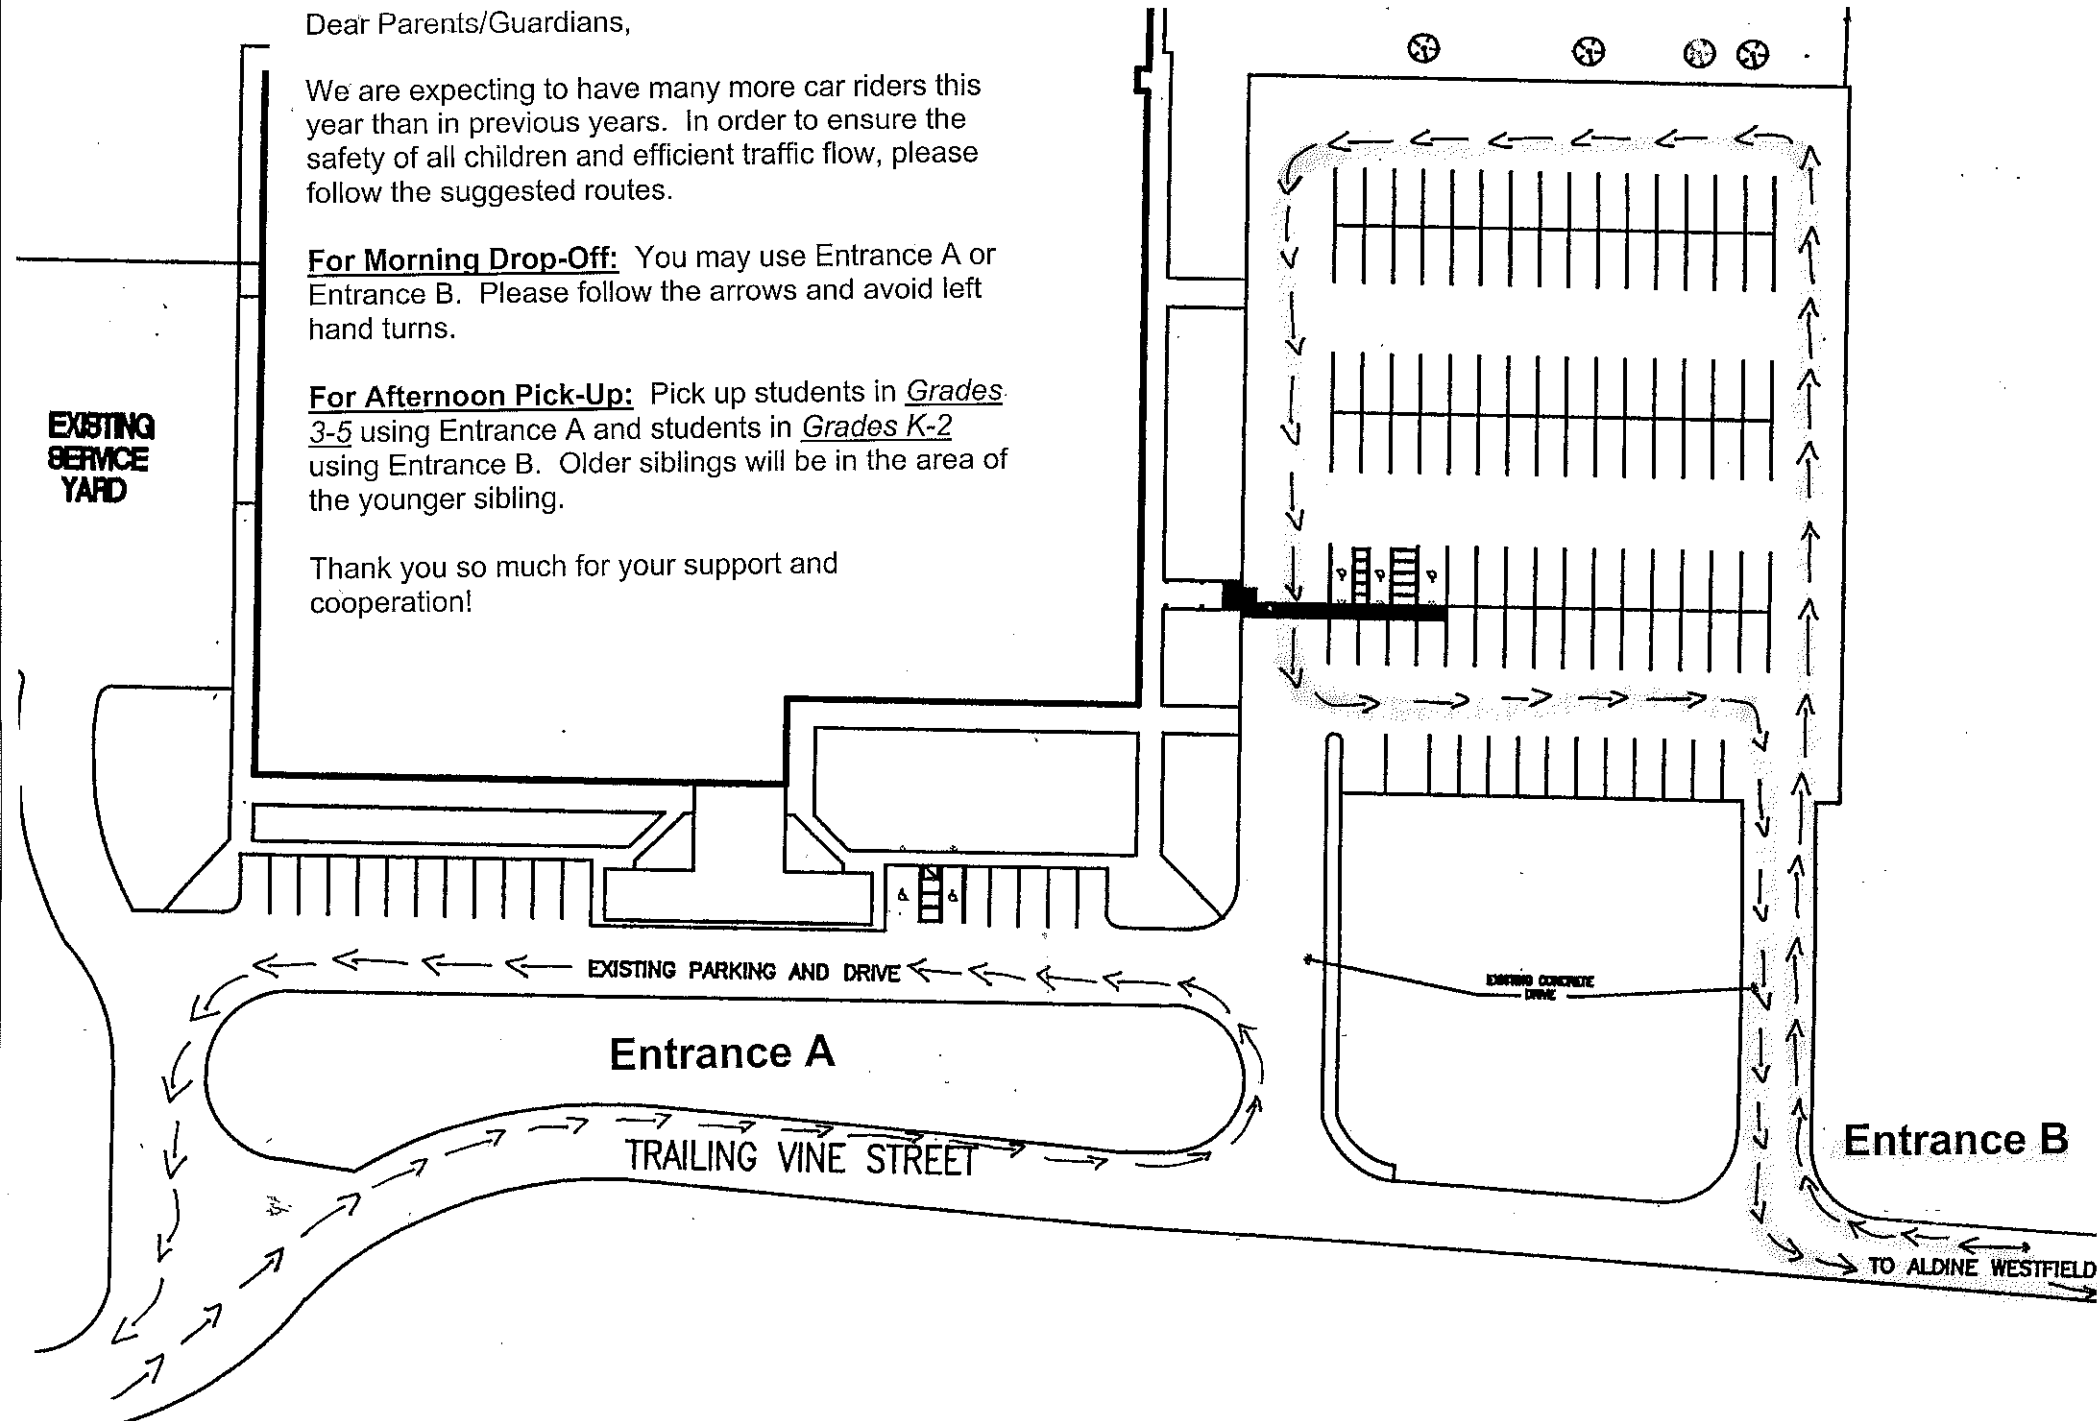 Dear Parents/Guardians,
We are expecting to have many more car riders this
year than in previous years. In order to ensure the
safety of all children and efficient traffic flow, please
follow the suggested routes.
For Morning Drop-Off: You may use Entrance A or
Entrance B. Please follow the arrows and avoid left
hand turns.
For Afternoon Pick-Up: Pick up students in Grades
3-5 using Entrance A and students in Grades K-2
using Entrance B. Older siblings will be in the area of
the younger sibling.
Thank you so much for your support and
cooperation!
EXISTING
SERVICE
YARD
EXISTING PARKING AND DRIVE
EXISTING CONCRETE
DRIVE
Entrance A
TRAILING VINE STREET
Entrance B
TO ALDINE WESTFIELD